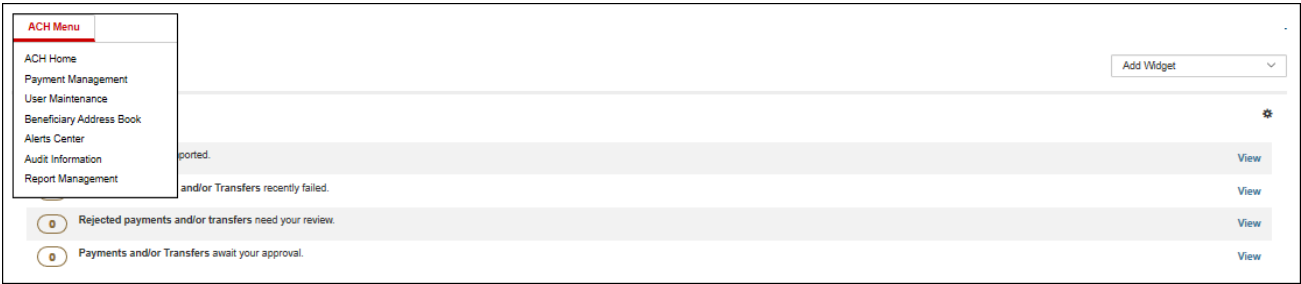 ACH Menu
ACH Home
Payment Management
User Maintenance
Beneficiary Address Book
Alerts Center
Audit Information
Report Management
Add Widget
View
and/or Transfers recently failed.
View
0 Rejected payments and/or transfers need your review.
View
0 Payments and/or Transfers await your approval.
View